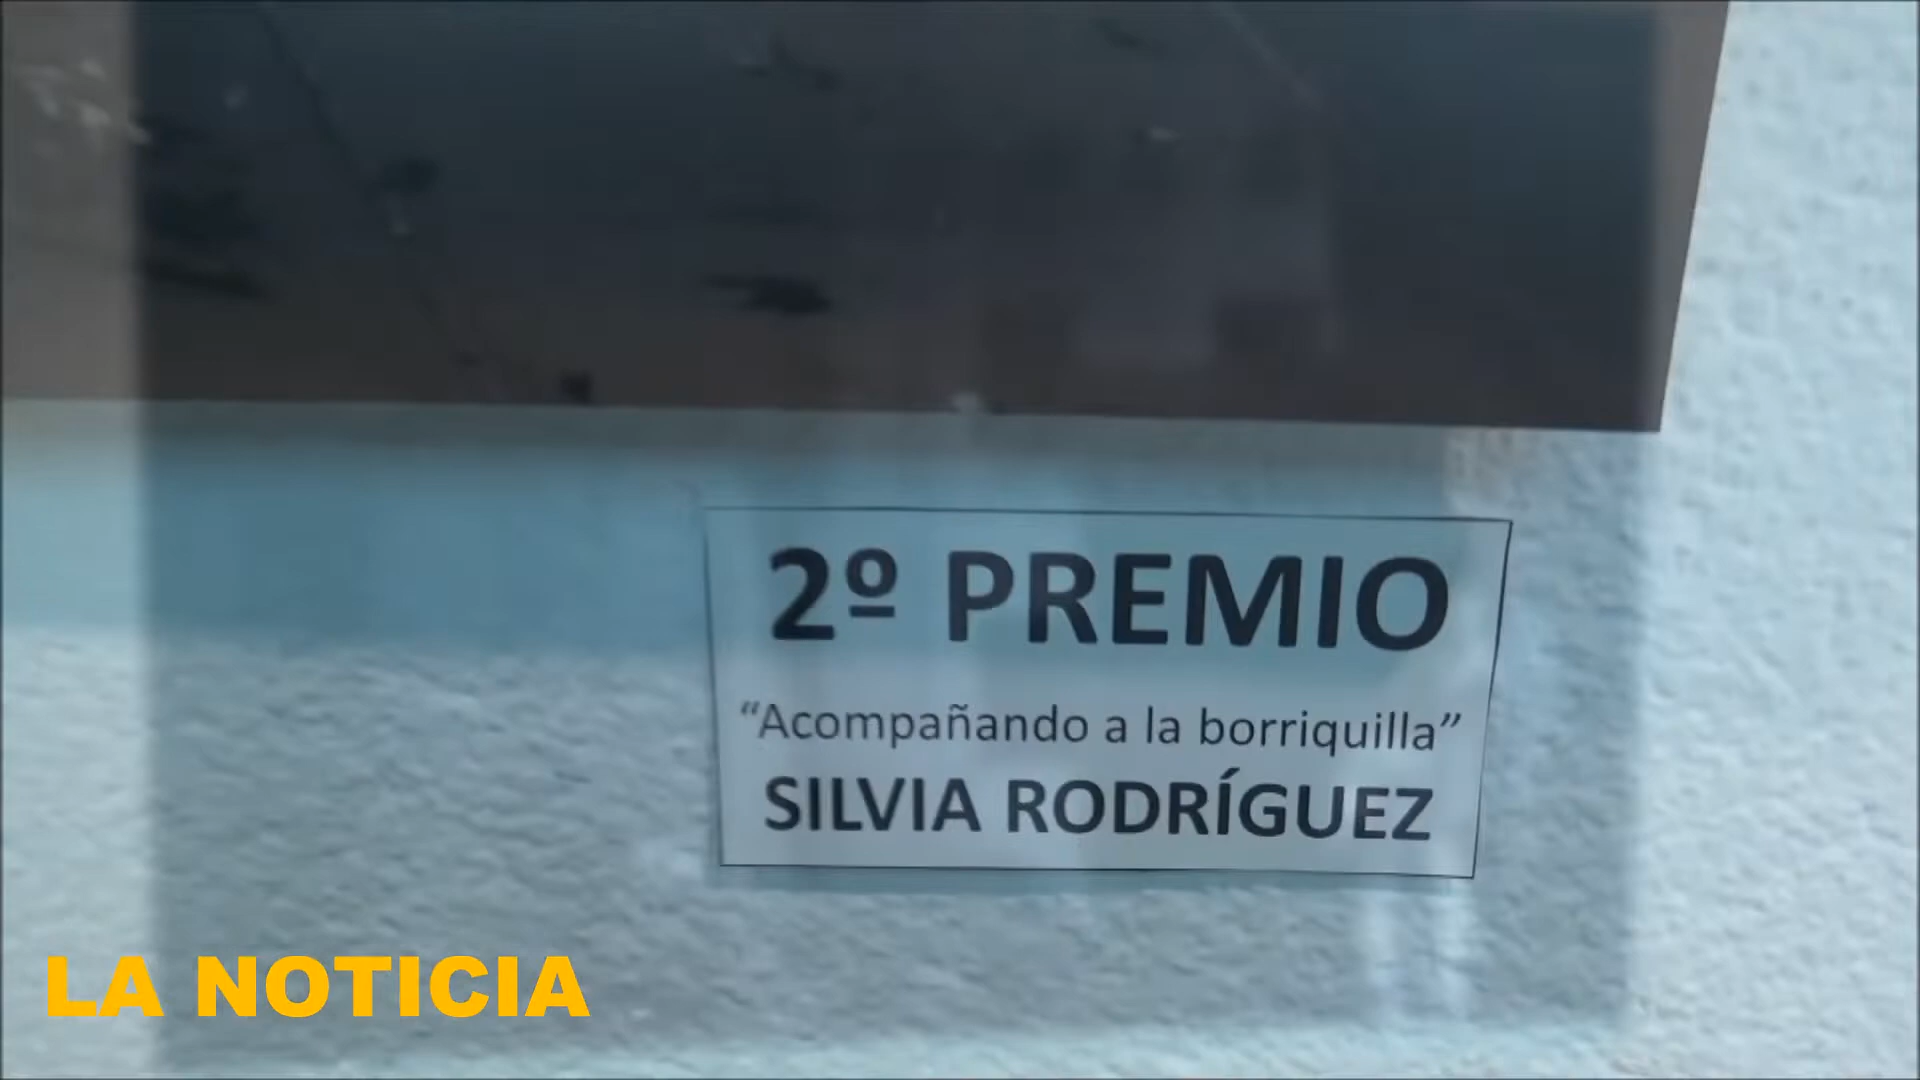 2º PREMIO
“Acompañando a la borriquilla”
SILVIA RODRÍGUEZ
LA NOTICIA